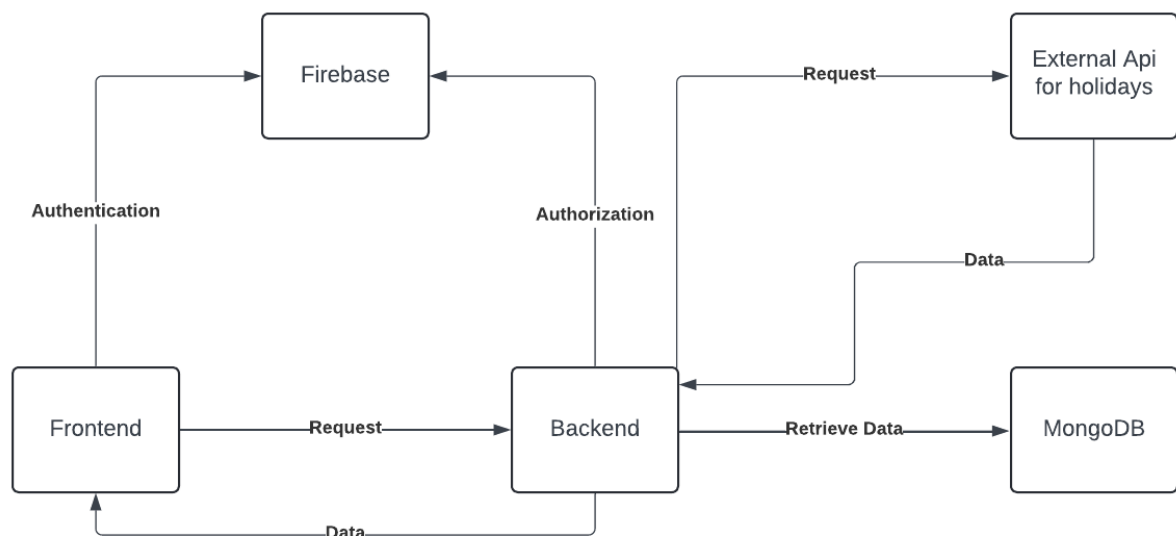 Firebase
Request
External Api
for holidays
Authentication
Authorization
Data
Frontend
Request
Backend
Retrieve Data
MongoDB
Data